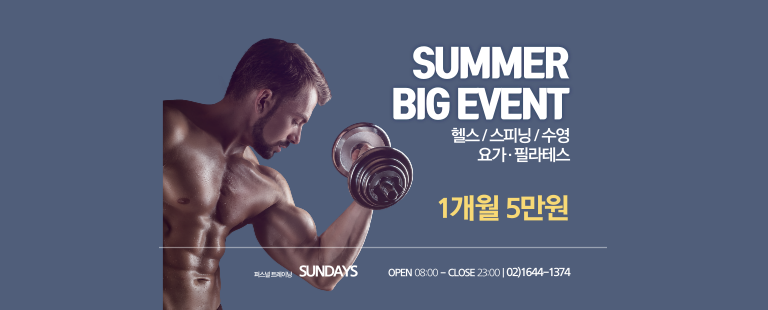 SUMMER
BIG EVENT
헬스 / 스피닝 / 수영
요가 · 필라테스
1개월 5만원
퍼스널 트레이닝 SUNDAYS OPEN 08:00 – CLOSE 23:00 | 02)1644-1374